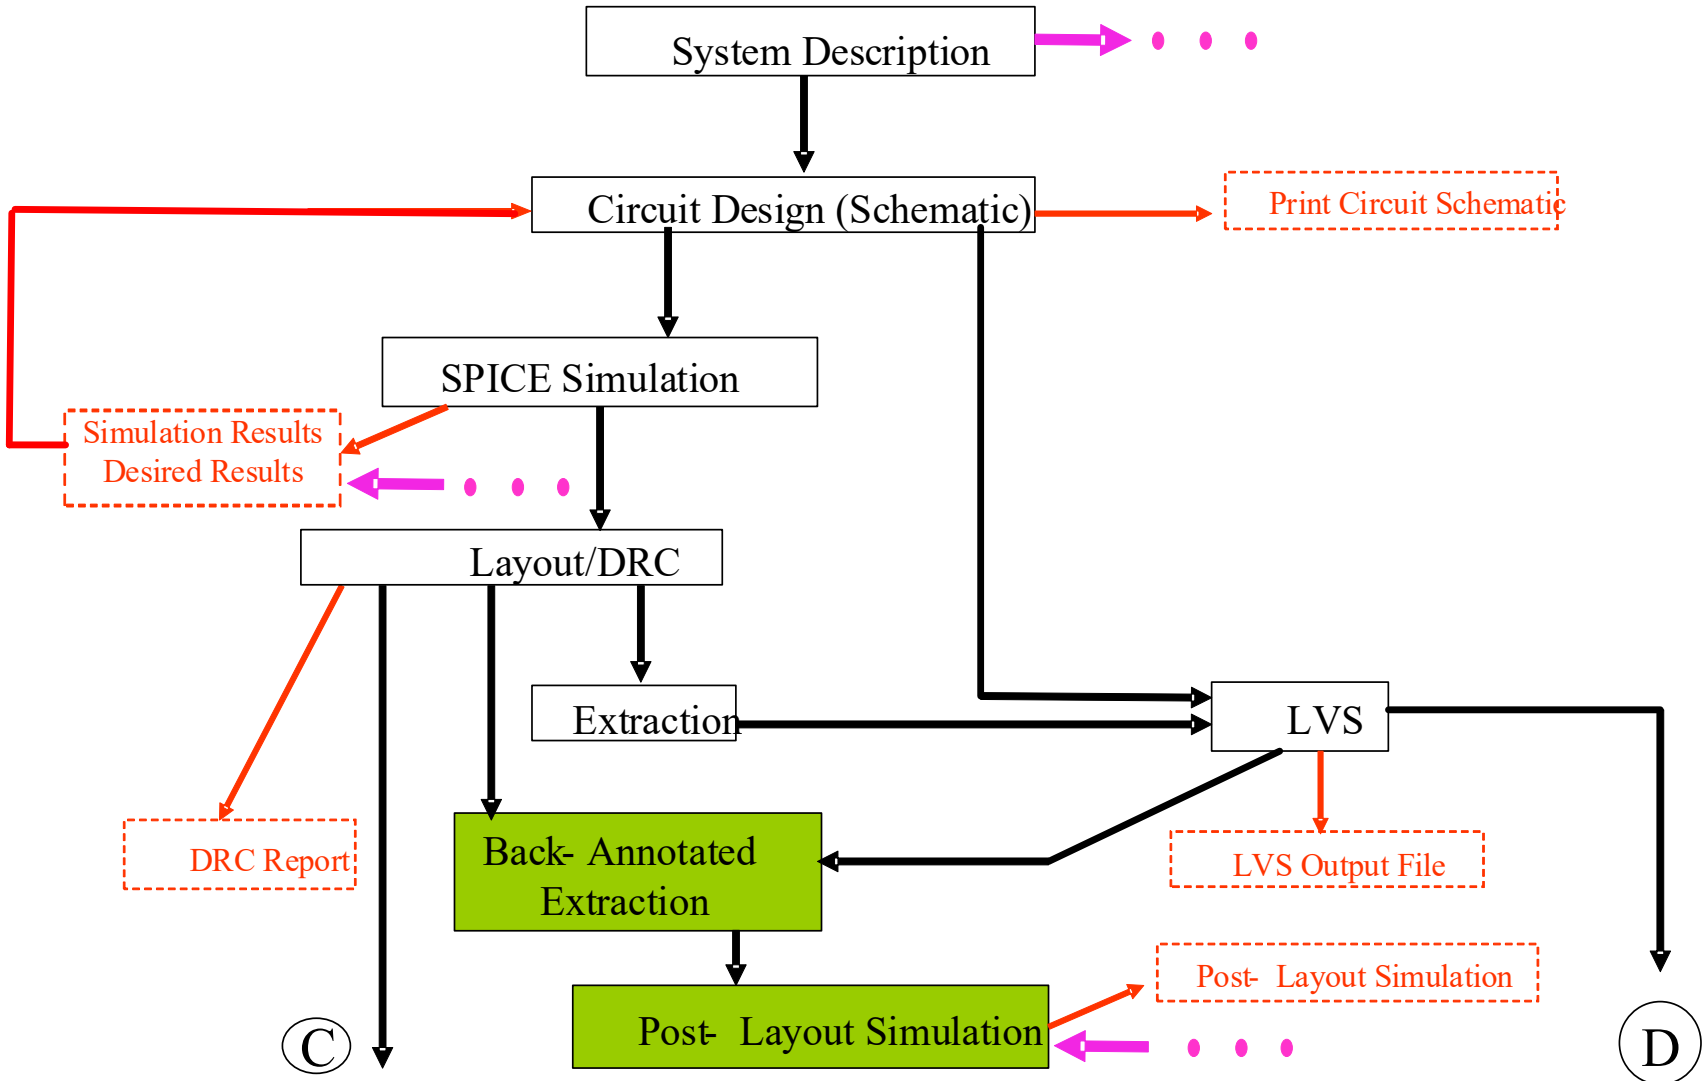 System Description
Circuit Design (Schematic)
Print Circuit Schematic
SPICE Simulation
Simulation Results
Desired Results
Layout/DRC
Extraction
LVS
Back- Annotated
Extraction
DRC Report
LVS Output File
Post- Layout Simulation
Post- Layout Simulation
C
D